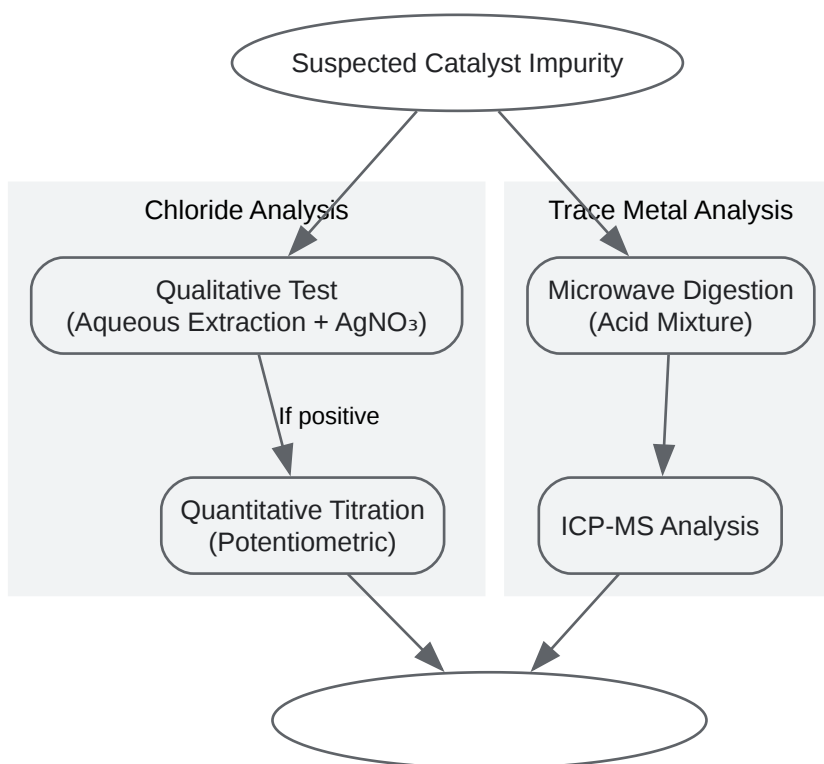 Suspected Catalyst Impurity
Chloride Analysis
Trace Metal Analysis
Qualitative Test
(Aqueous Extraction + AgNO₃)
Microwave Digestion
(Acid Mixture)
If positive
Quantitative Titration
(Potentiometric)
ICP-MS Analysis